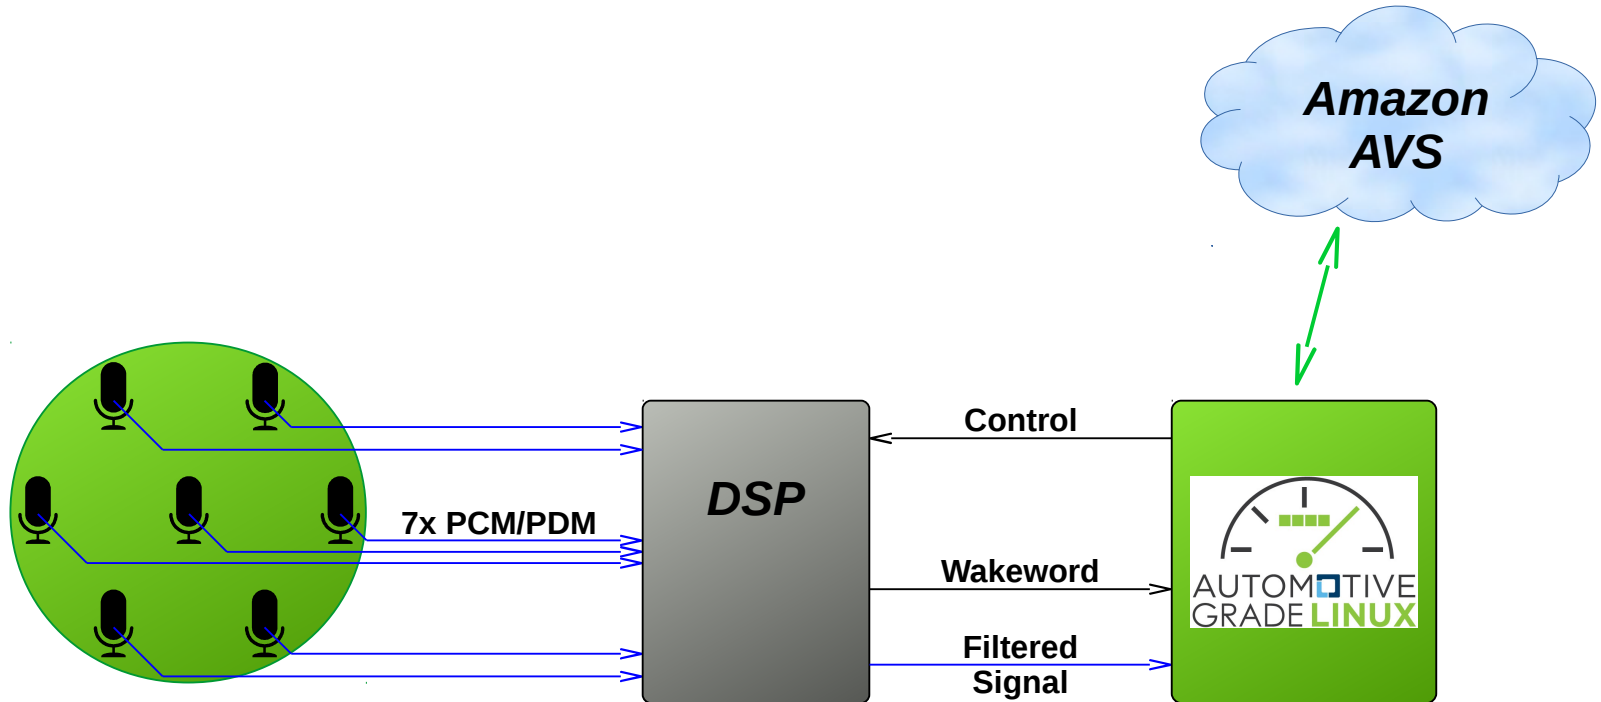 Amazon
AVS
Control
DSP
7x PCM/PDM
Wakeword
AUTOMOTIVE
GRADE LINUX
Filtered
Signal